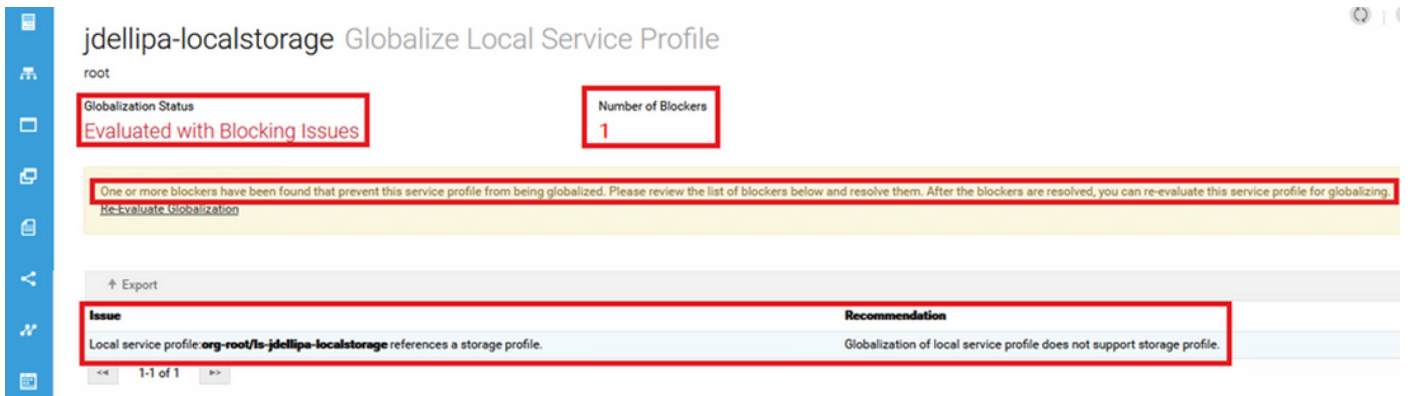 jdellipa-localstorage Globalize Local Service Profile
root
Globalization Status
Number of Blockers
Evaluated with Blocking Issues
1
One or more blockers have been found that prevent this service profile from being globalized. Please review the list of blockers below and resolve them. After the blockers are resolved, you can re-evaluate this service profile for globalizing.
Re-Evaluate Globalization
Export
Issue Recommendation
Local service profile:org-root/ls-jdellipa-localstorage references a storage profile. Globalization of local service profile does not support storage profile.
1-1 of 1